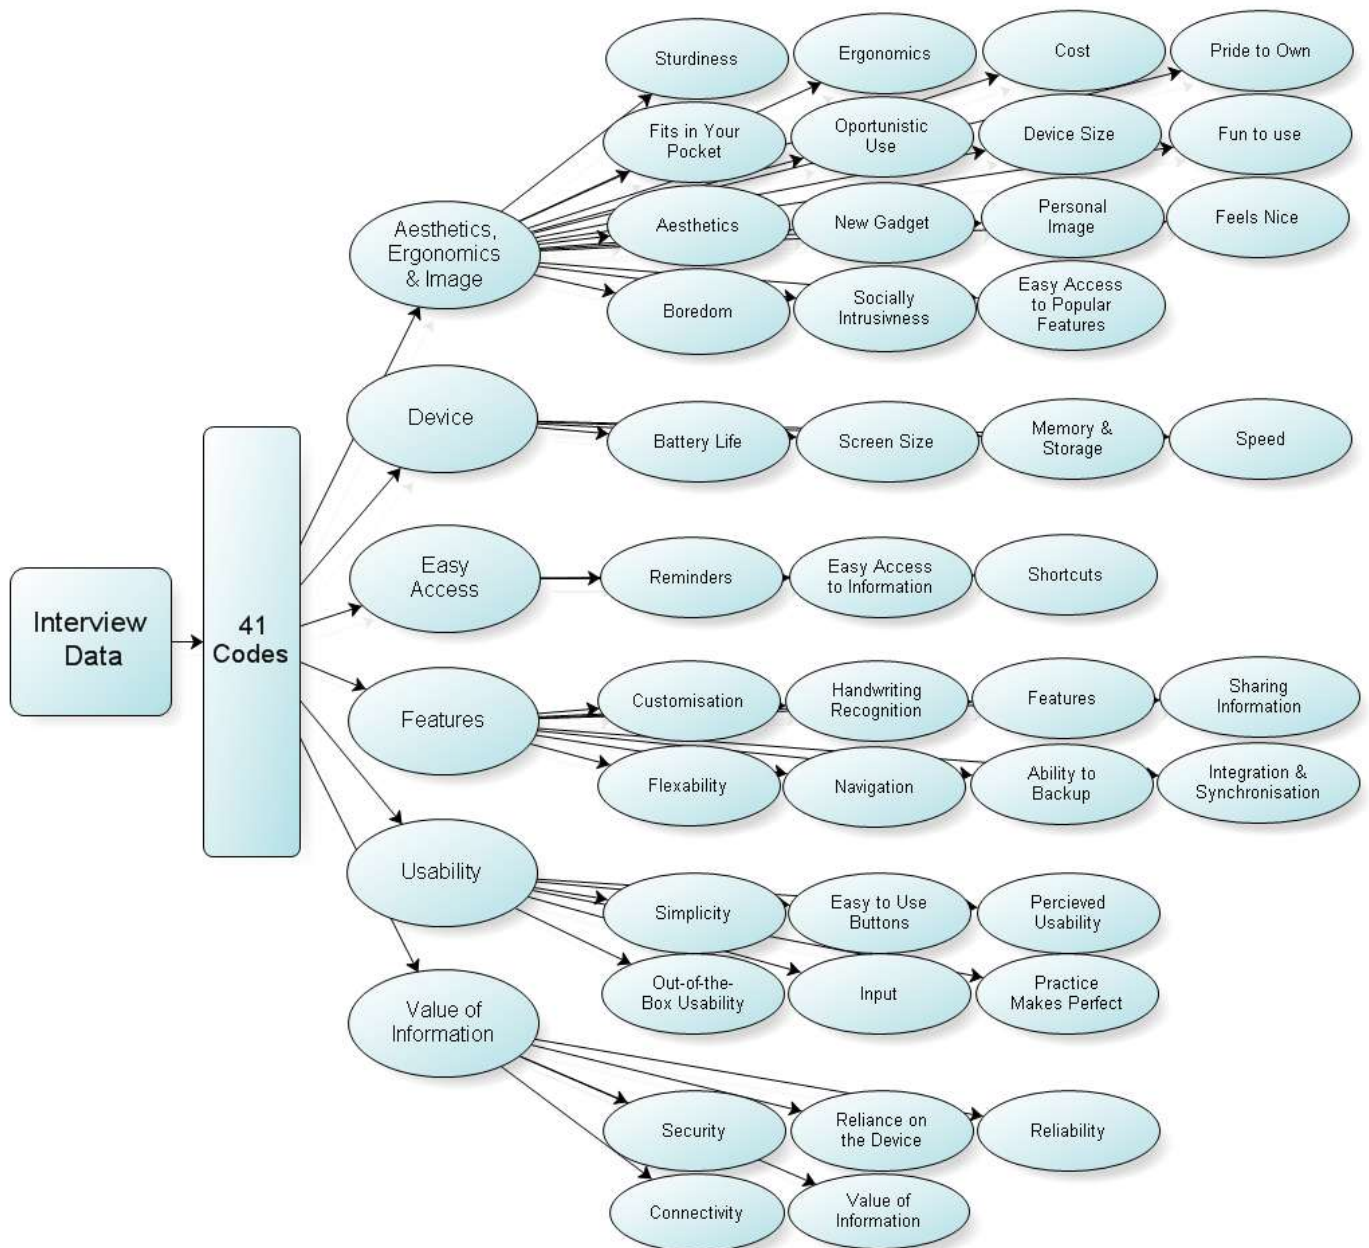 Interview
Data
41
Codes
Aesthetics,
Ergonomics
& Image
Sturdiness
Ergonomics
Cost
Pride to Own
Fits in Your
Pocket
Oportunistic
Use
Device Size
Fun to use
Aesthetics
New Gadget
Personal
Image
Feels Nice
Boredom
Socially
Intrusivness
Easy Access
to Popular
Features
Device
Battery Life
Screen Size
Memory &
Storage
Speed
Easy
Access
Reminders
Easy Access
to Information
Shortcuts
Features
Customisation
Handwriting
Recognition
Features
Sharing
Information
Flexability
Navigation
Ability to
Backup
Integration &
Synchronisation
Usability
Simplicity
Easy to Use
Buttons
Percieved
Usability
Out-of-the-
Box Usability
Input
Practice
Makes Perfect
Value of
Information
Security
Reliance on
the Device
Reliability
Connectivity
Value of
Information